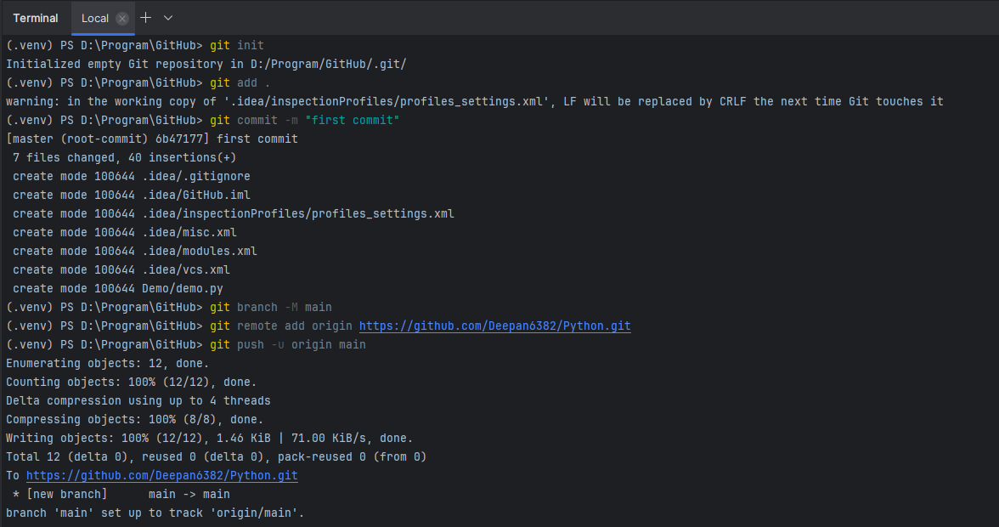 Terminal Local
(.venv) PS D:\Program\GitHub> git init
Initialized empty Git repository in D:/Program/GitHub/.git/
(.venv) PS D:\Program\GitHub> git add .
warning: in the working copy of '.idea/inspectionProfiles/profiles_settings.xml', LF will be replaced by CRLF the next time Git touches it
(.venv) PS D:\Program\GitHub> git commit -m "first commit"
[master (root-commit) 6b47177] first commit
 7 files changed, 40 insertions(+)
 create mode 100644 .idea/.gitignore
 create mode 100644 .idea/GitHub.iml
 create mode 100644 .idea/inspectionProfiles/profiles_settings.xml
 create mode 100644 .idea/misc.xml
 create mode 100644 .idea/modules.xml
 create mode 100644 .idea/vcs.xml
 create mode 100644 Demo/demo.py
(.venv) PS D:\Program\GitHub> git branch -M main
(.venv) PS D:\Program\GitHub> git remote add origin https://github.com/Deepan6382/Python.git
(.venv) PS D:\Program\GitHub> git push -u origin main
Enumerating objects: 12, done.
Counting objects: 100% (12/12), done.
Delta compression using up to 4 threads
Compressing objects: 100% (8/8), done.
Writing objects: 100% (12/12), 1.46 KiB | 71.00 KiB/s, done.
Total 12 (delta 0), reused 0 (delta 0), pack-reused 0 (from 0)
To https://github.com/Deepan6382/Python.git
 * [new branch]      main -> main
branch 'main' set up to track 'origin/main'.